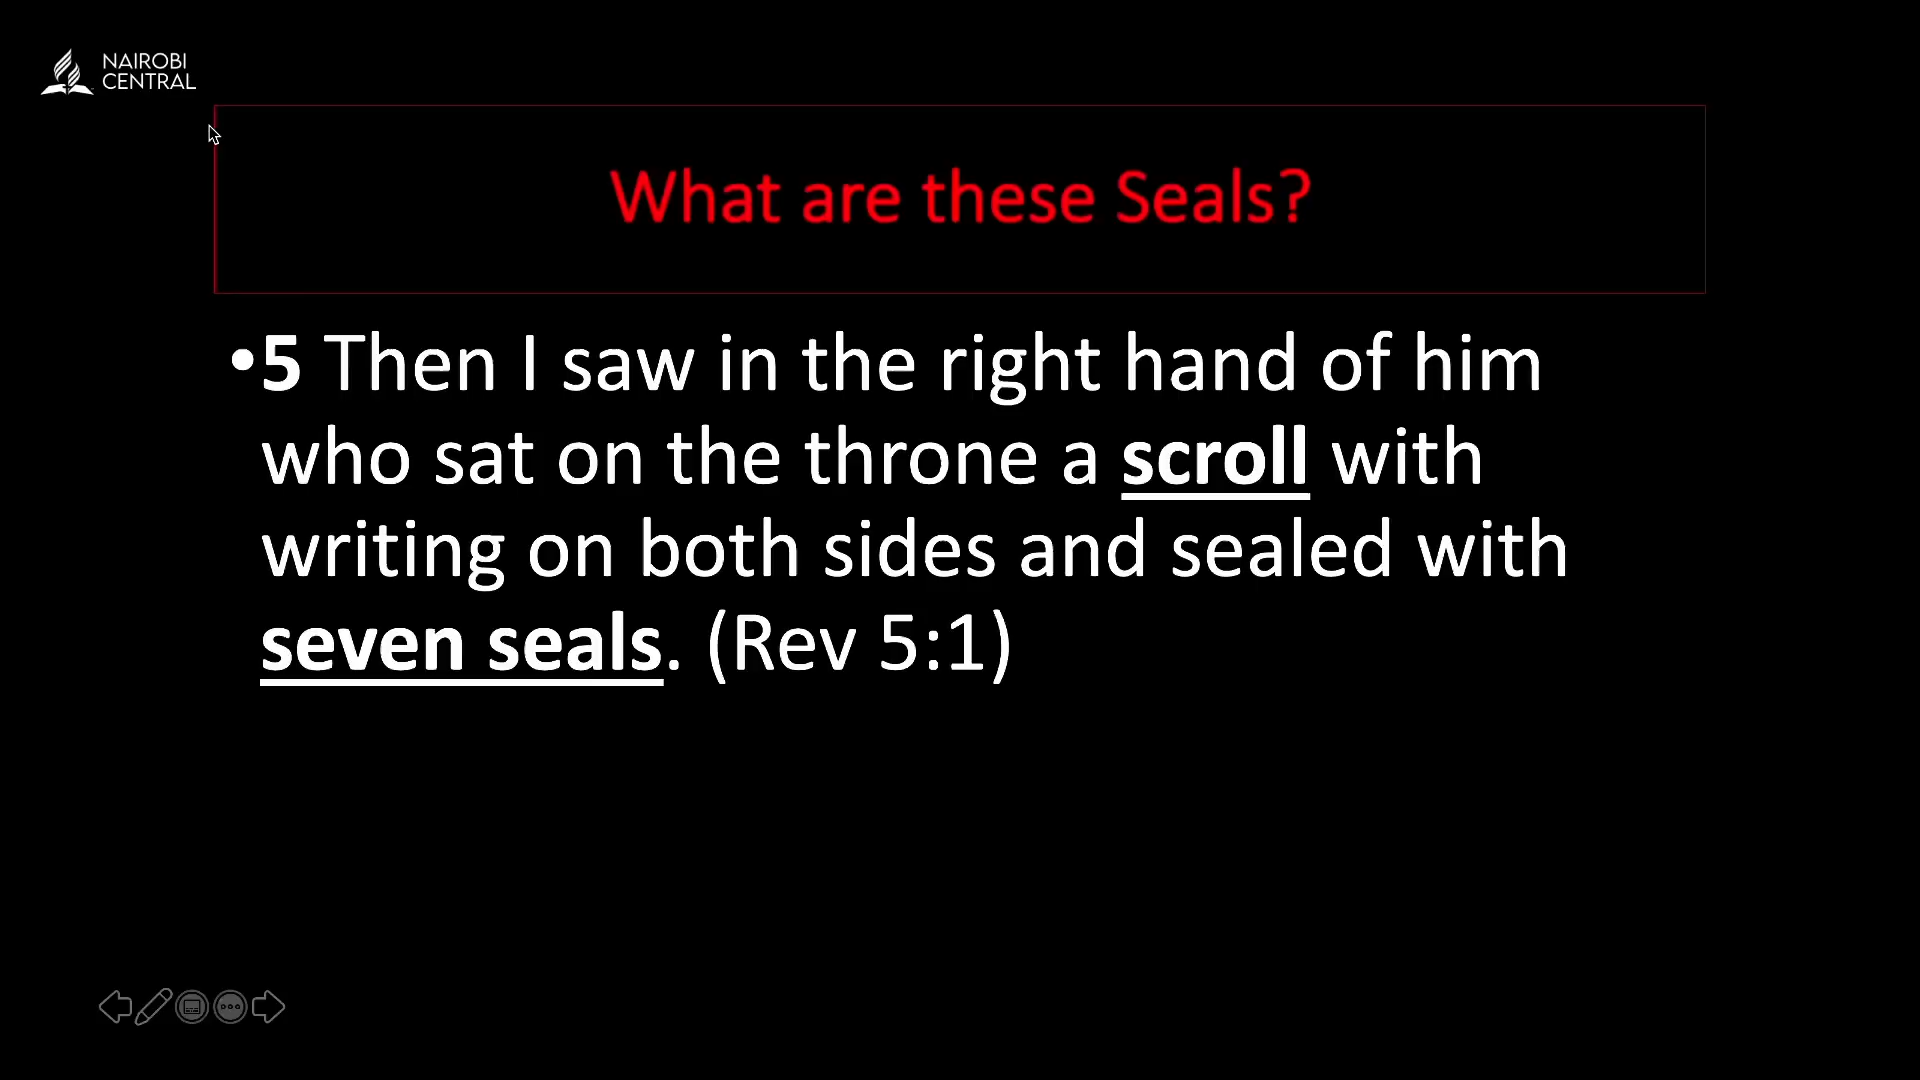 NAIROBI
CENTRAL
What are these Seals?
•5 Then I saw in the right hand of him
who sat on the throne a scroll with
writing on both sides and sealed with
seven seals. (Rev 5:1)